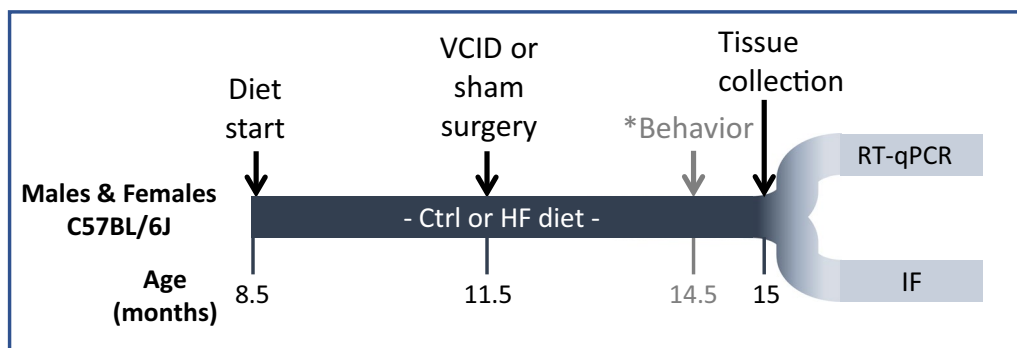 Diet
start
VCID or
sham
surgery
*Behavior
Tissue
collection
Males & Females
C57BL/6J
- Ctrl or HF diet -
RT-qPCR
IF
Age
(months)
8.5
11.5
14.5
15